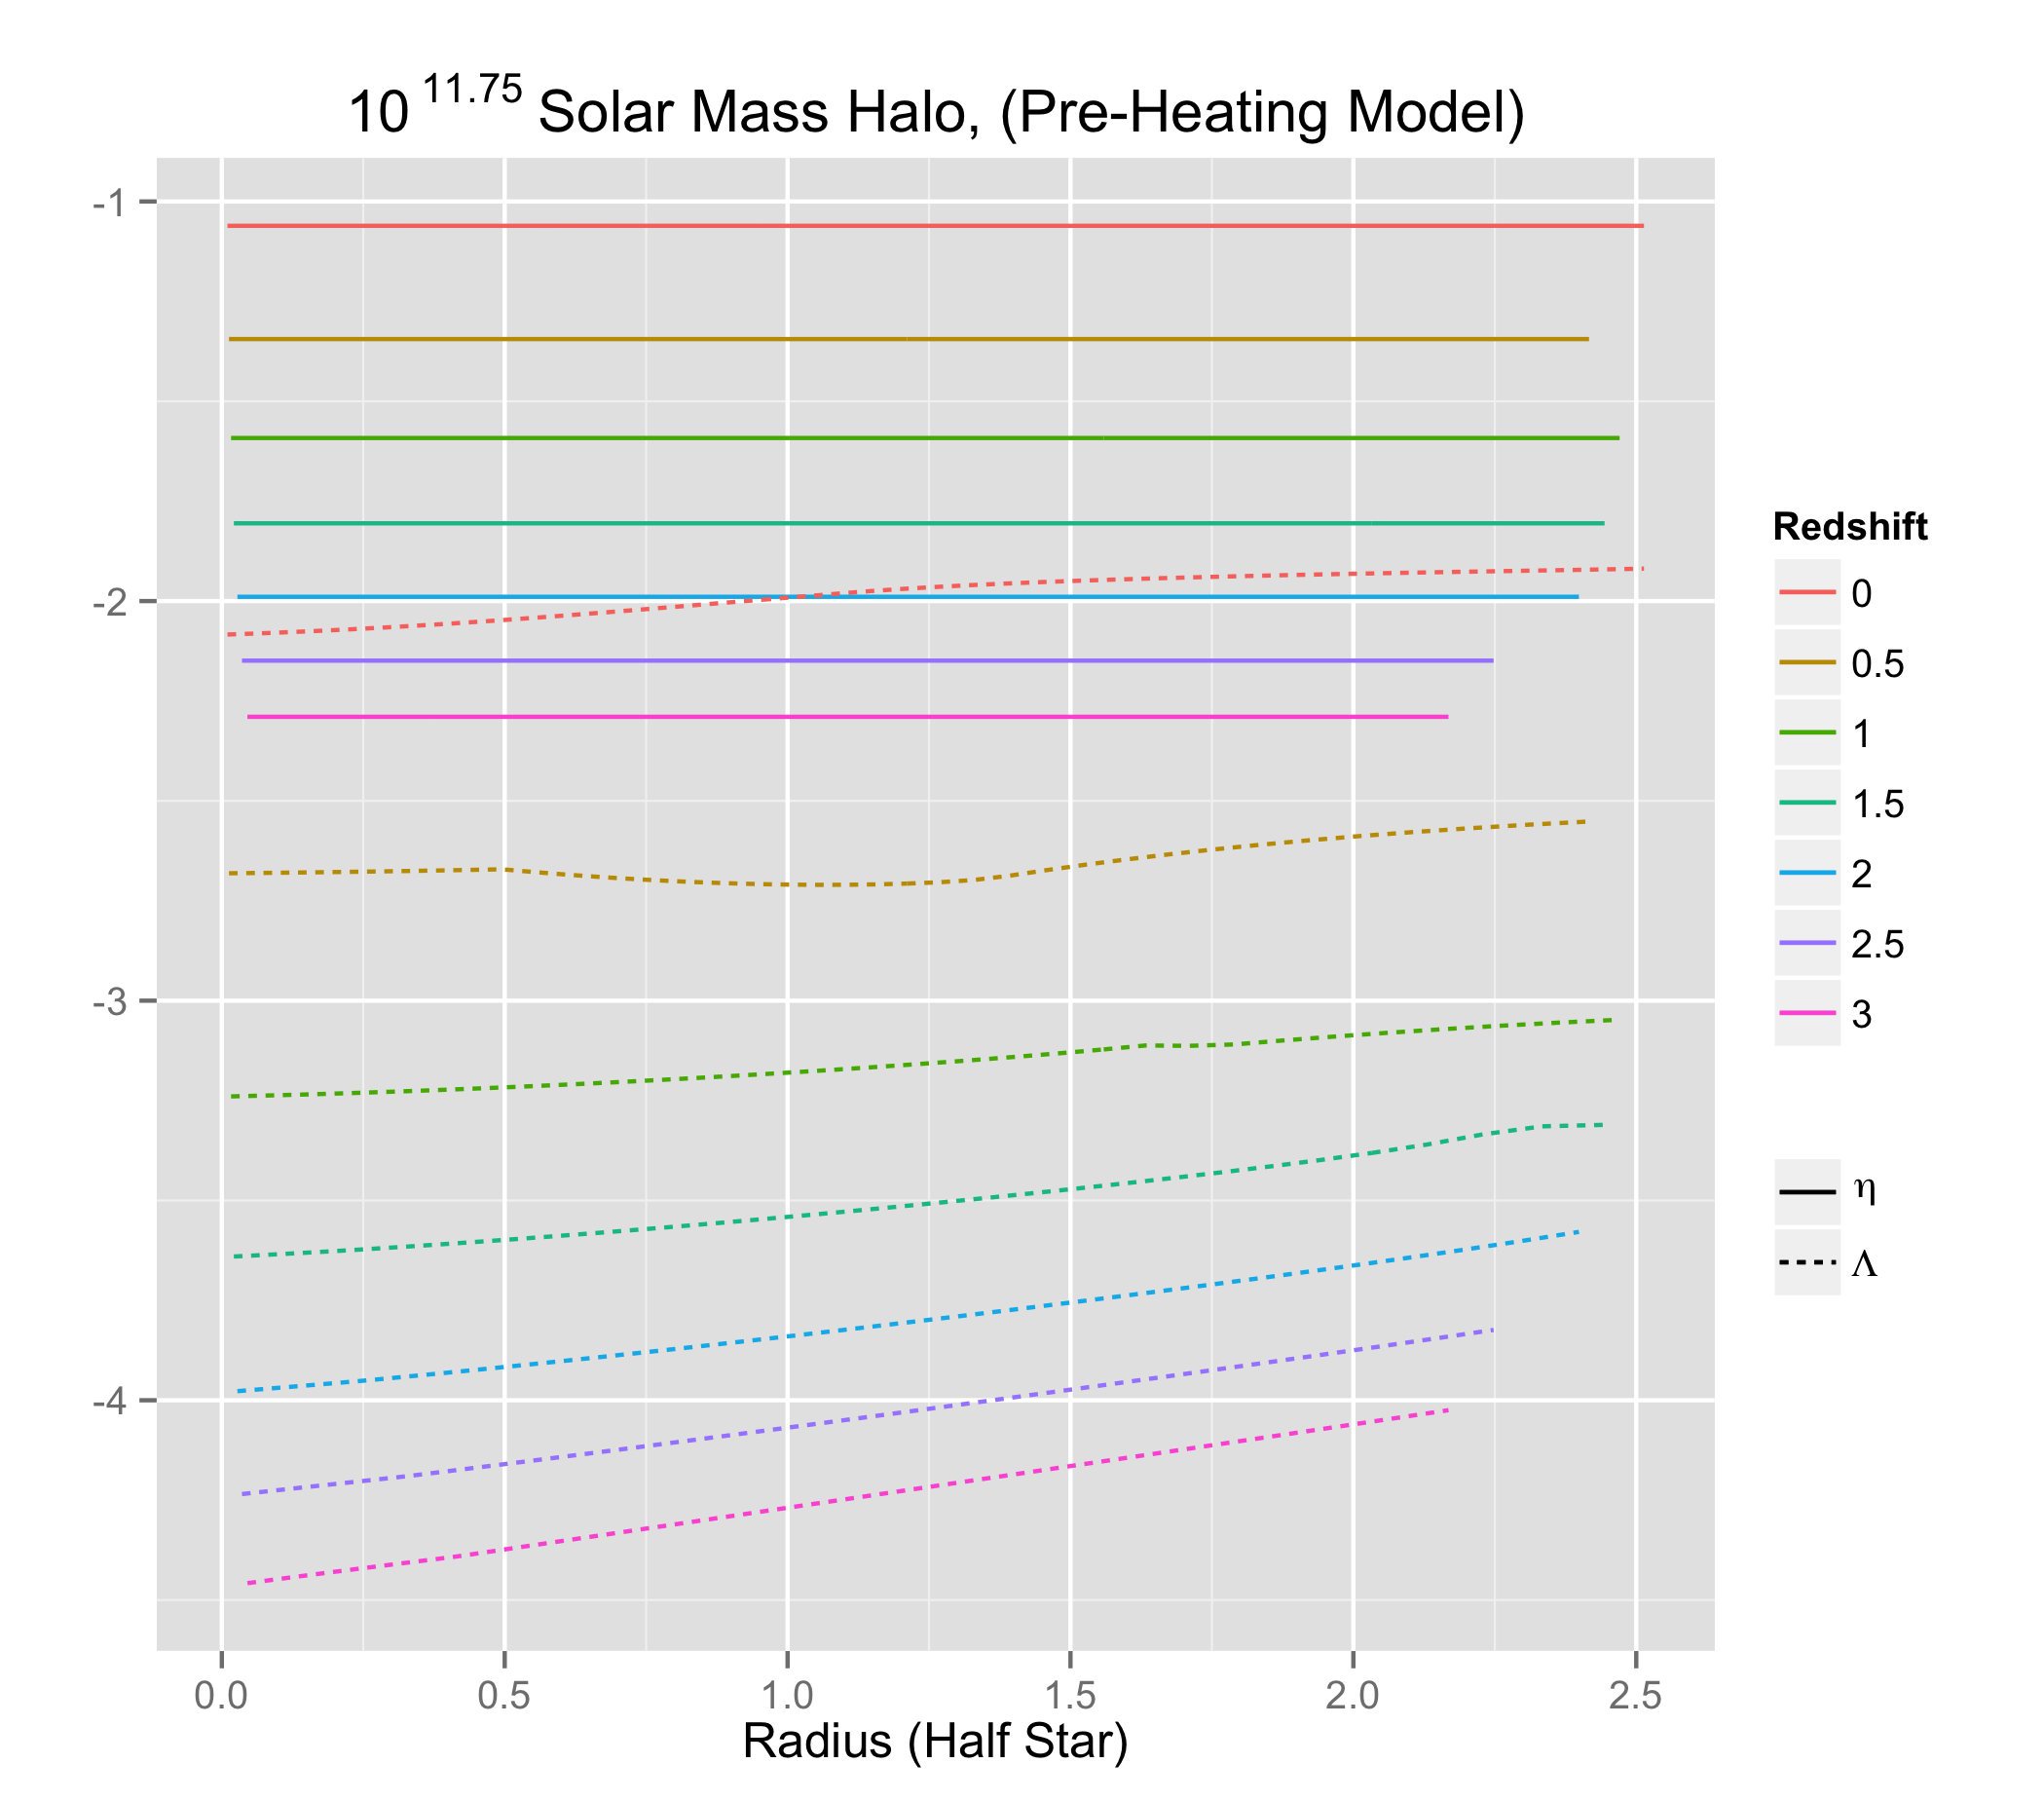 10 11.75 Solar Mass Halo, (Pre-Heating Model)
-1
-2
-3
-4
0.0 0.5 1.0 1.5 2.0 2.5
Radius (Half Star)
Redshift
0
0.5
1
1.5
2
2.5
3
η
Λ